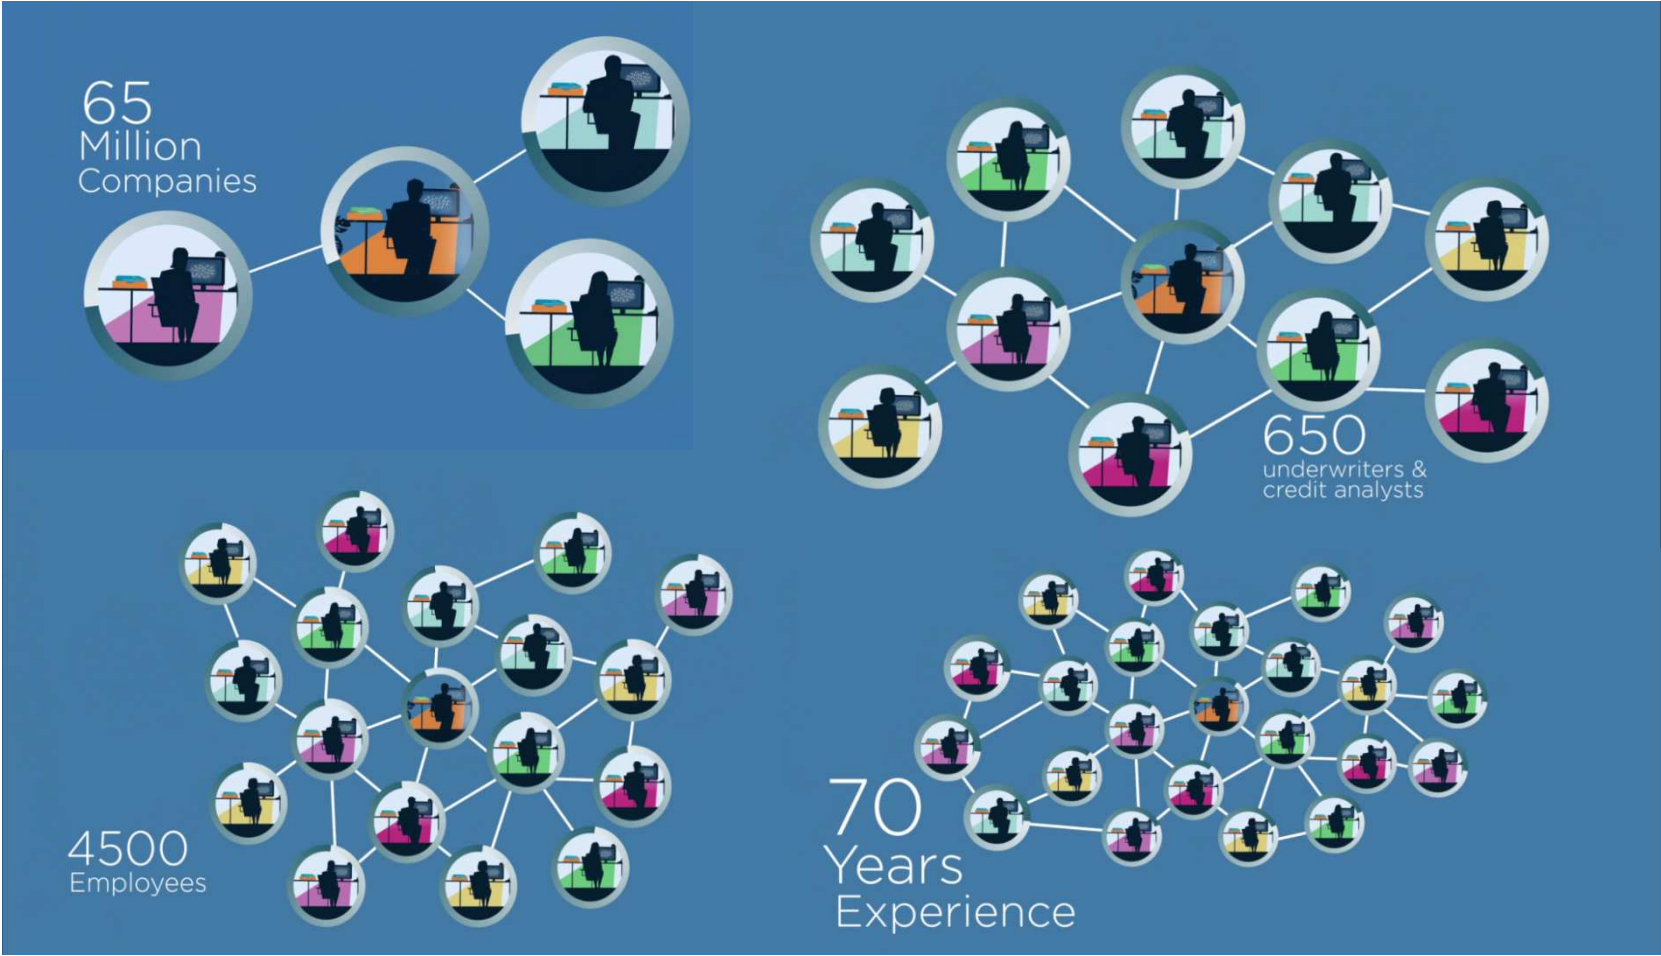 65
Million
Companies
650
underwriters &
credit analysts
4500
Employees
70
Years
Experience